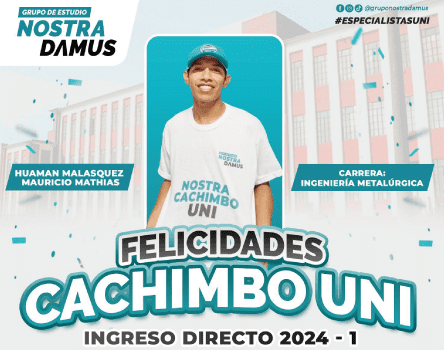 GRUPO DE ESTUDIO
NOSTRA
DAMUS
@gruponostradamus
#ESPECIALISTASUNI
NOSTRA
DAMUS
NOSTRA
CACHIMBO
UNI
HUAMAN MALASQUEZ
MAURICIO MATHIAS
CARRERA:
INGENIERÍA METALÚRGICA
FELICIDADES
CACHIMBO UNI
INGRESO DIRECTO 2024 - 1